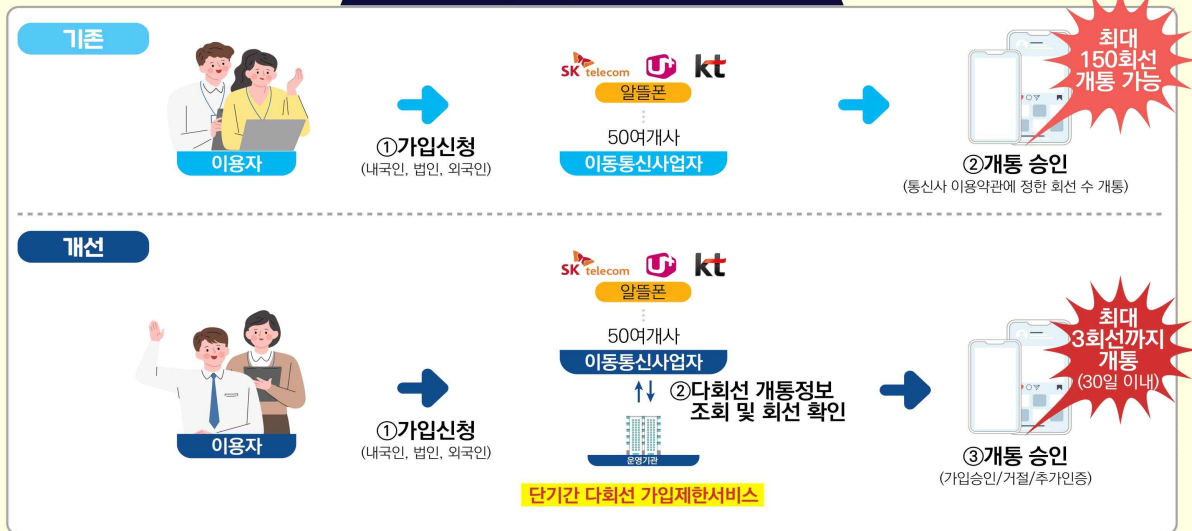 기존
이용자
①가입신청
(내국인, 법인, 외국인)
SK telecom U+ kt
알뜰폰
50여개사
이동통신사업자
최대
150회선
개통 가능
②개통 승인
(통신사 이용약관에 정한 회선 수 개통)
개선
이용자
①가입신청
(내국인, 법인, 외국인)
SK telecom U+ kt
알뜰폰
50여개사
이동통신사업자
②다회선 개통정보
조회 및 회선 확인
운영기관
단기간 다회선 가입제한서비스
최대
3회선까지
개통
(30일 이내)
③개통 승인
(가입승인/거절/추가인증)